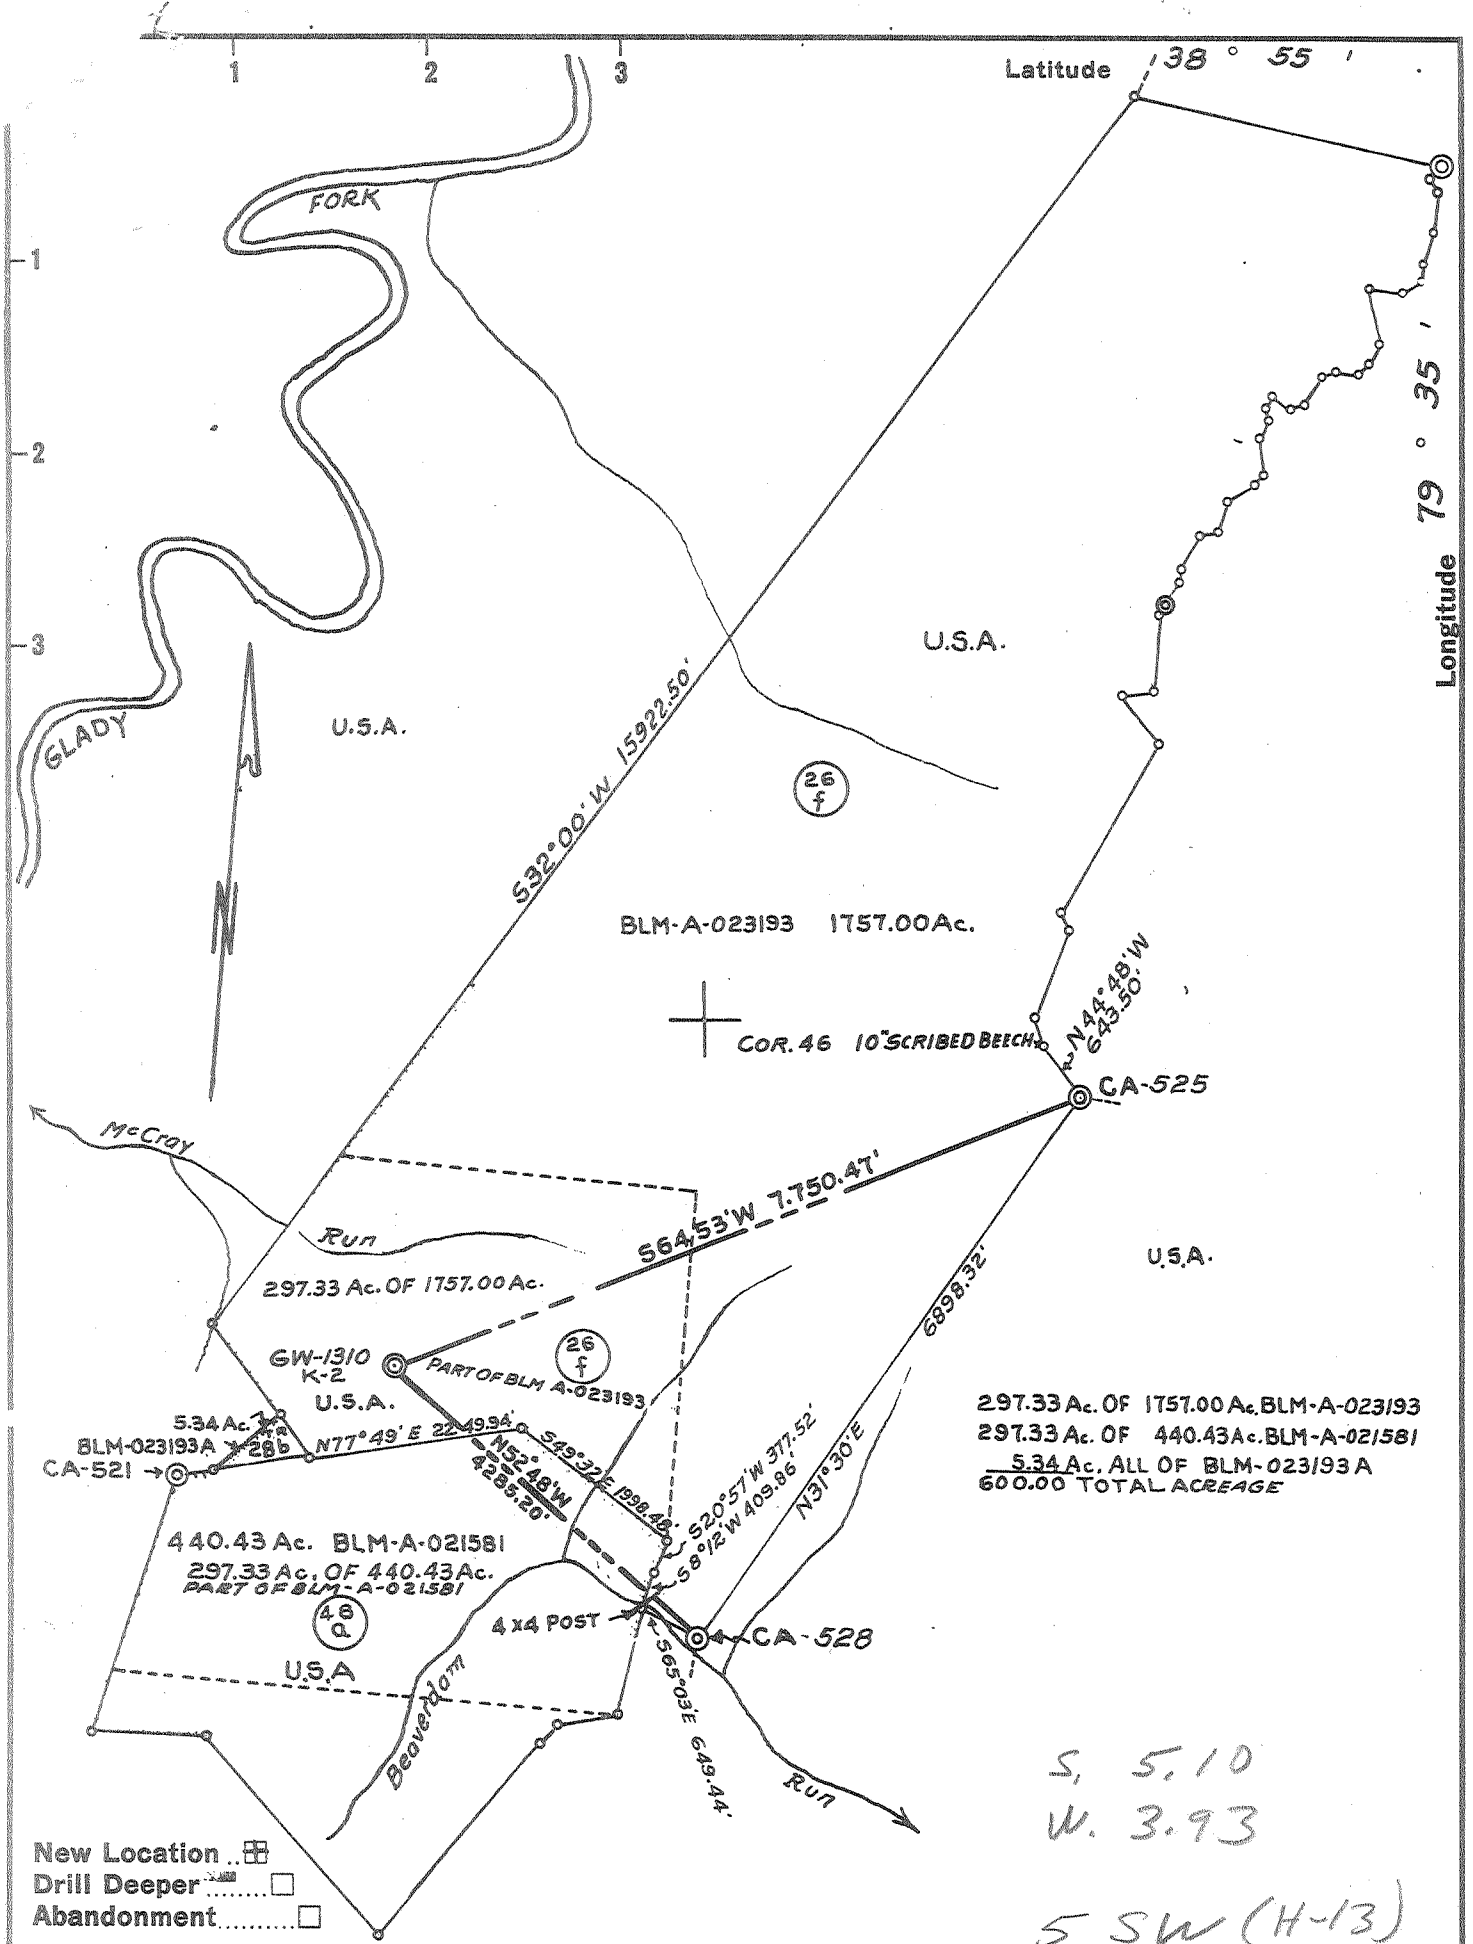 1
2
3
Latitude 38° 55'
FORK
1
2
3
79° 35'
Longitude
U.S.A.
GLADY
U.S.A.
S32°00'W 15922.50'
26
f
N
BLM-A-023193 1757.00Ac.
COR. 46 10"SCRIBED BEECH
N44°48'W
643.50'
CA-525
McCray
Run
S64,53'W 7.750.47'
U.S.A.
297.33 Ac. OF 1757.00 Ac.
6898.32'
GW-1310
K-2
26
f
PART OF BLM A-023193
U.S.A.
5.34 Ac.
BLM-023193A
28b
CA-521
N77°49'E 2249.94'
S49°32'E 1998.48'
N52°48'W
4285.20'
S20°57'W 377.52'
S8°12'W 409.86'
N31°30'E
297.33 Ac. OF 1757.00 Ac. BLM-A-023193
297.33 Ac. OF 440.43Ac. BLM-A-021581
5.34 Ac. ALL OF BLM-023193 A
600.00 TOTAL ACREAGE
440.43 Ac. BLM-A-021581
297.33 Ac. OF 440.43 Ac.
PART OF BLM-A-021581
48
a
4x4 POST
CA-528
U.S.A
S65°03'E 649.44'
Beaverdam
Run
S. 5.10
W. 3.93
New Location
Drill Deeper
Abandonment
5 SW (H-13)